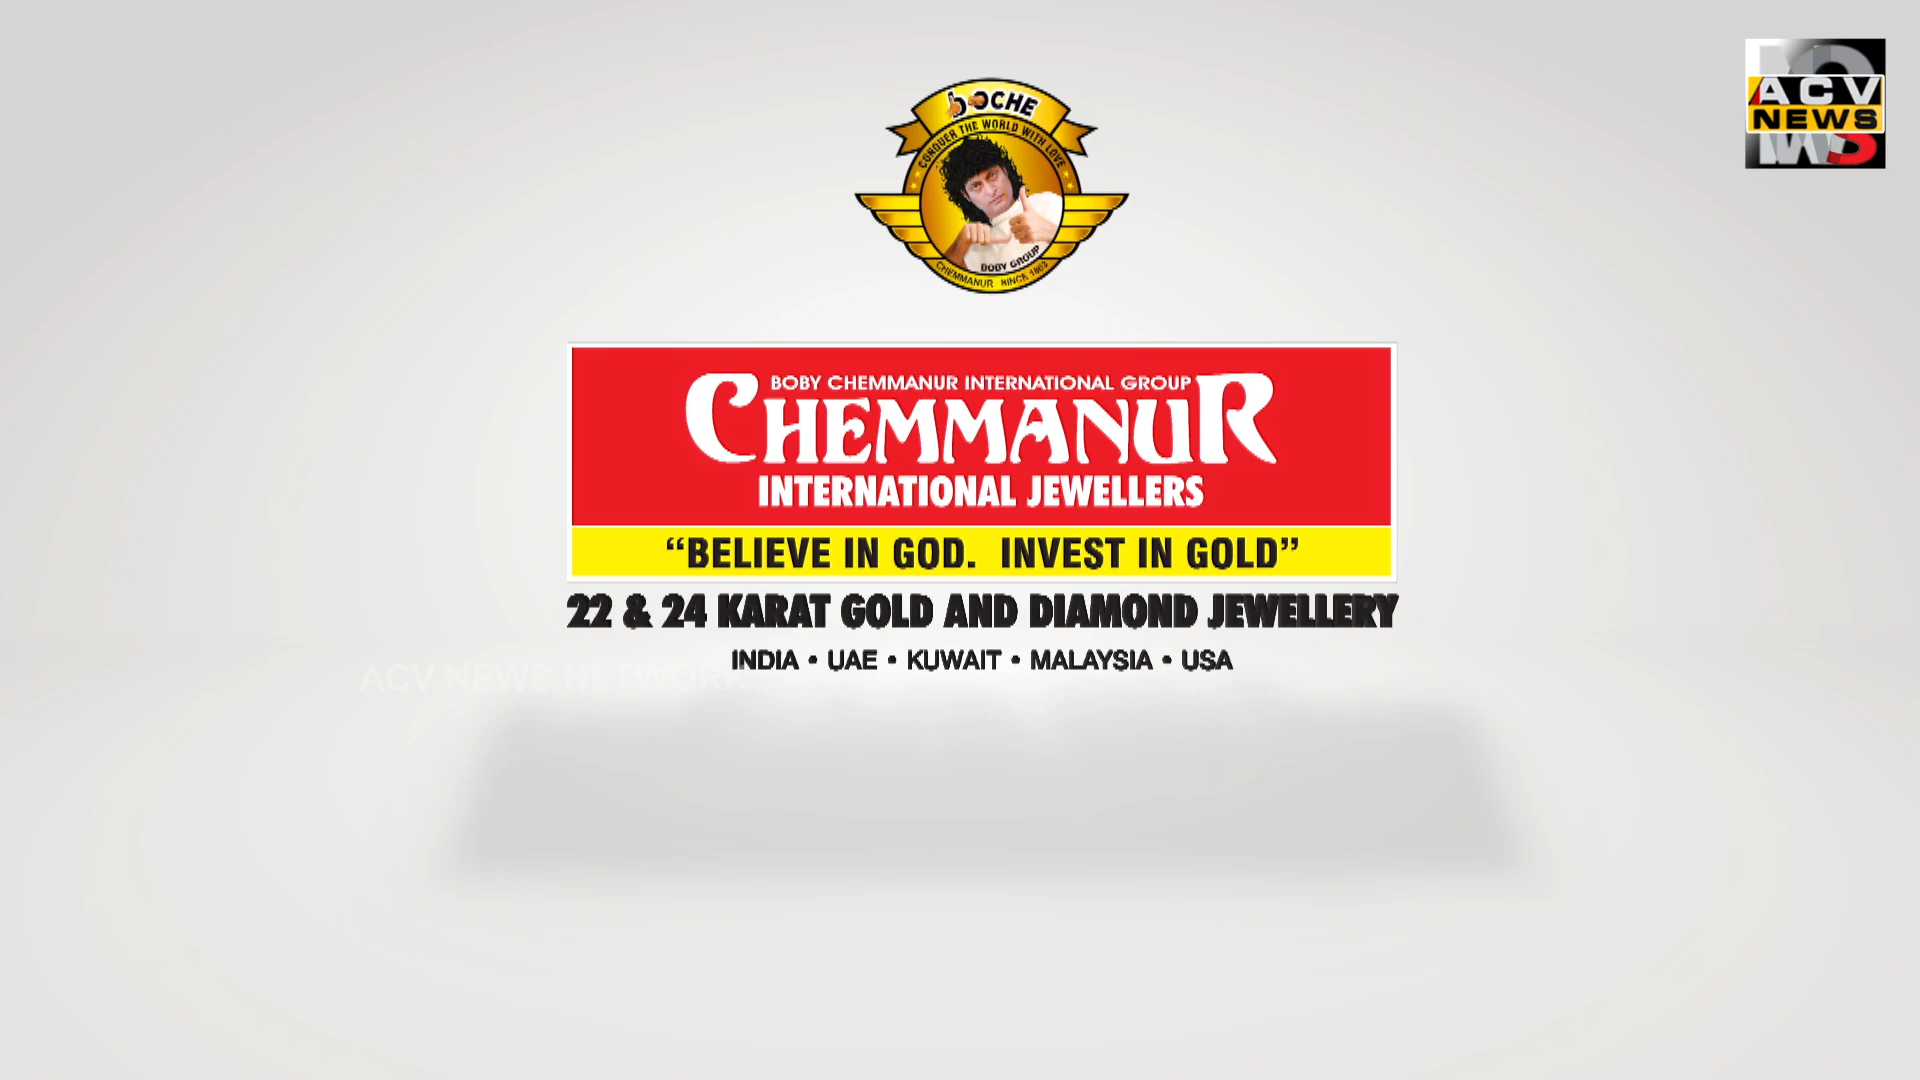 BOCHE
CONQUER THE WORLD WITH LOVE
BOBY GROUP
CHEMMANUR SINCE 1863
ACV
NEWS
BOBY CHEMMANUR INTERNATIONAL GROUP
CHEMMANUR
INTERNATIONAL JEWELLERS
“BELIEVE IN GOD. INVEST IN GOLD”
22 & 24 KARAT GOLD AND DIAMOND JEWELLERY
INDIA • UAE • KUWAIT • MALAYSIA • USA
ACV NEWS NETWORK